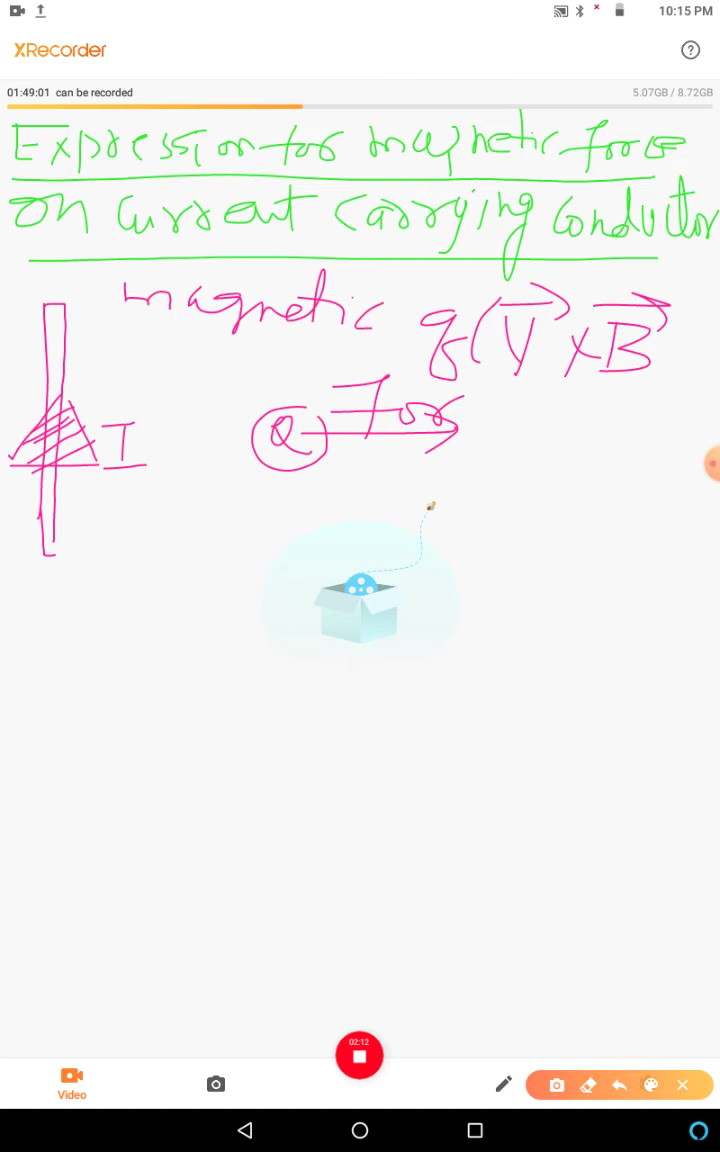 10:15 PM
XRecorder
01:49:01 can be recorded
5.07GB / 8.72GB
Expression for magnetic force
on current carrying conductor
magnetic q(V×B
For
Q
I
02:12
Video